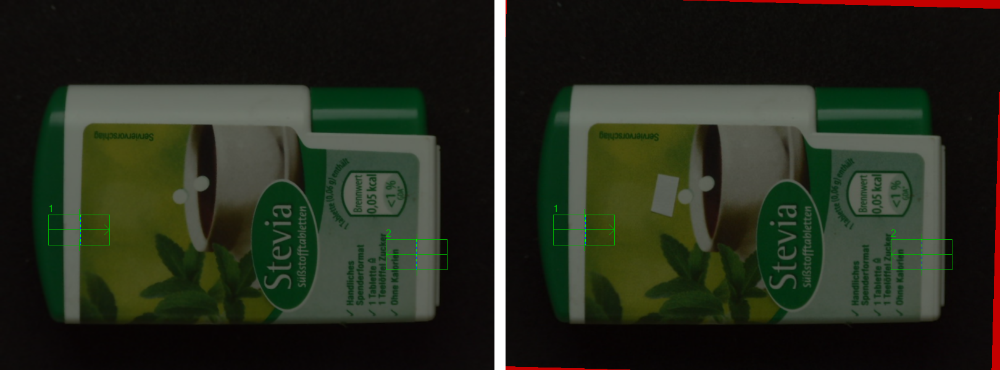 Serviervorschlag
1 Tablette (0,06 g) enthält
Brennwert
0,05 kcal
<1 %
GDA*
Stevia
süßstofftabletten
✓ Handliches
Spenderformat
✓ 1 Tablette ≙
1 Teelöffel Zucker
✓ Ohne Kalorien
1
2
Serviervorschlag
1 Tablette (0,06 g) enthält
Brennwert
0,05 kcal
<1 %
GDA*
Stevia
süßstofftabletten
✓ Handliches
Spenderformat
✓ 1 Tablette ≙
1 Teelöffel Zucker
✓ Ohne Kalorien
1
2